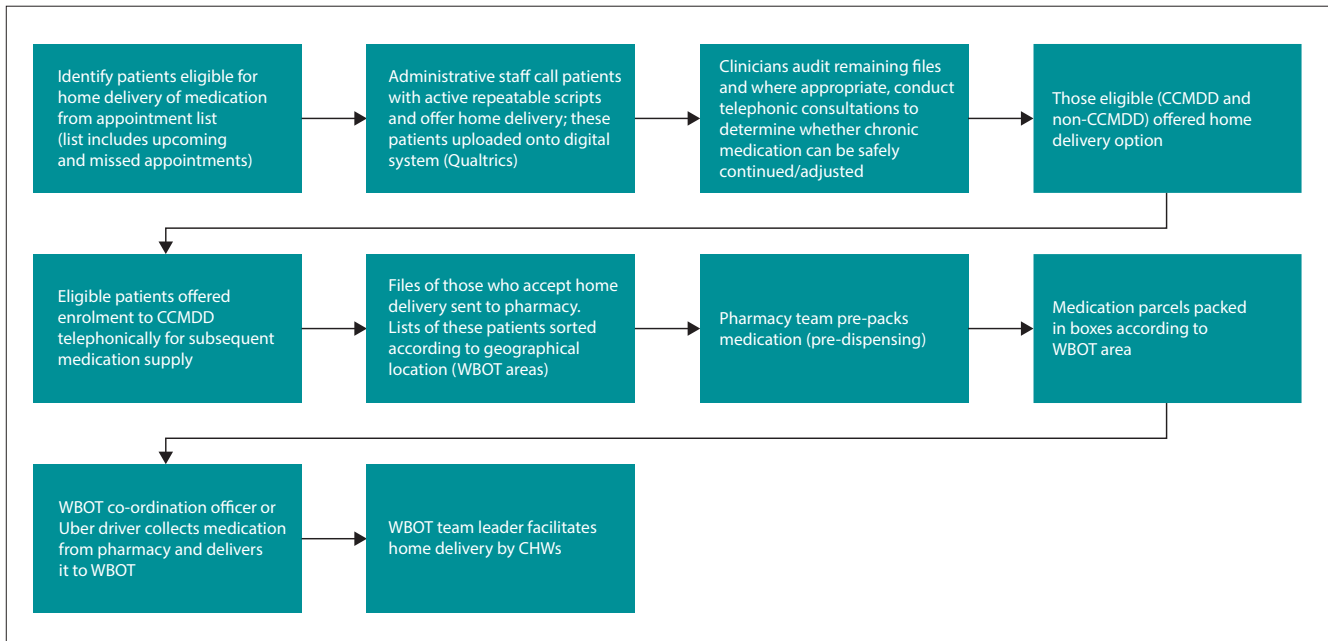 Identify patients eligible for
home delivery of medication
from appointment list
(list includes upcoming
and missed appointments)
Administrative staff call patients
with active repeatable scripts
and offer home delivery; these
patients uploaded onto digital
system (Qualtrics)
Clinicians audit remaining files
and where appropriate, conduct
telephonic consultations to
determine whether chronic
medication can be safely
continued/adjusted
Those eligible (CCMDD and
non-CCMDD) offered home
delivery option
Eligible patients offered
enrolment to CCMDD
telephonically for subsequent
medication supply
Files of those who accept home
delivery sent to pharmacy.
Lists of these patients sorted
according to geographical
location (WBOT areas)
Pharmacy team pre-packs
medication (pre-dispensing)
Medication parcels packed
in boxes according to
WBOT area
WBOT co-ordination officer or
Uber driver collects medication
from pharmacy and delivers
it to WBOT
WBOT team leader facilitates
home delivery by CHWs